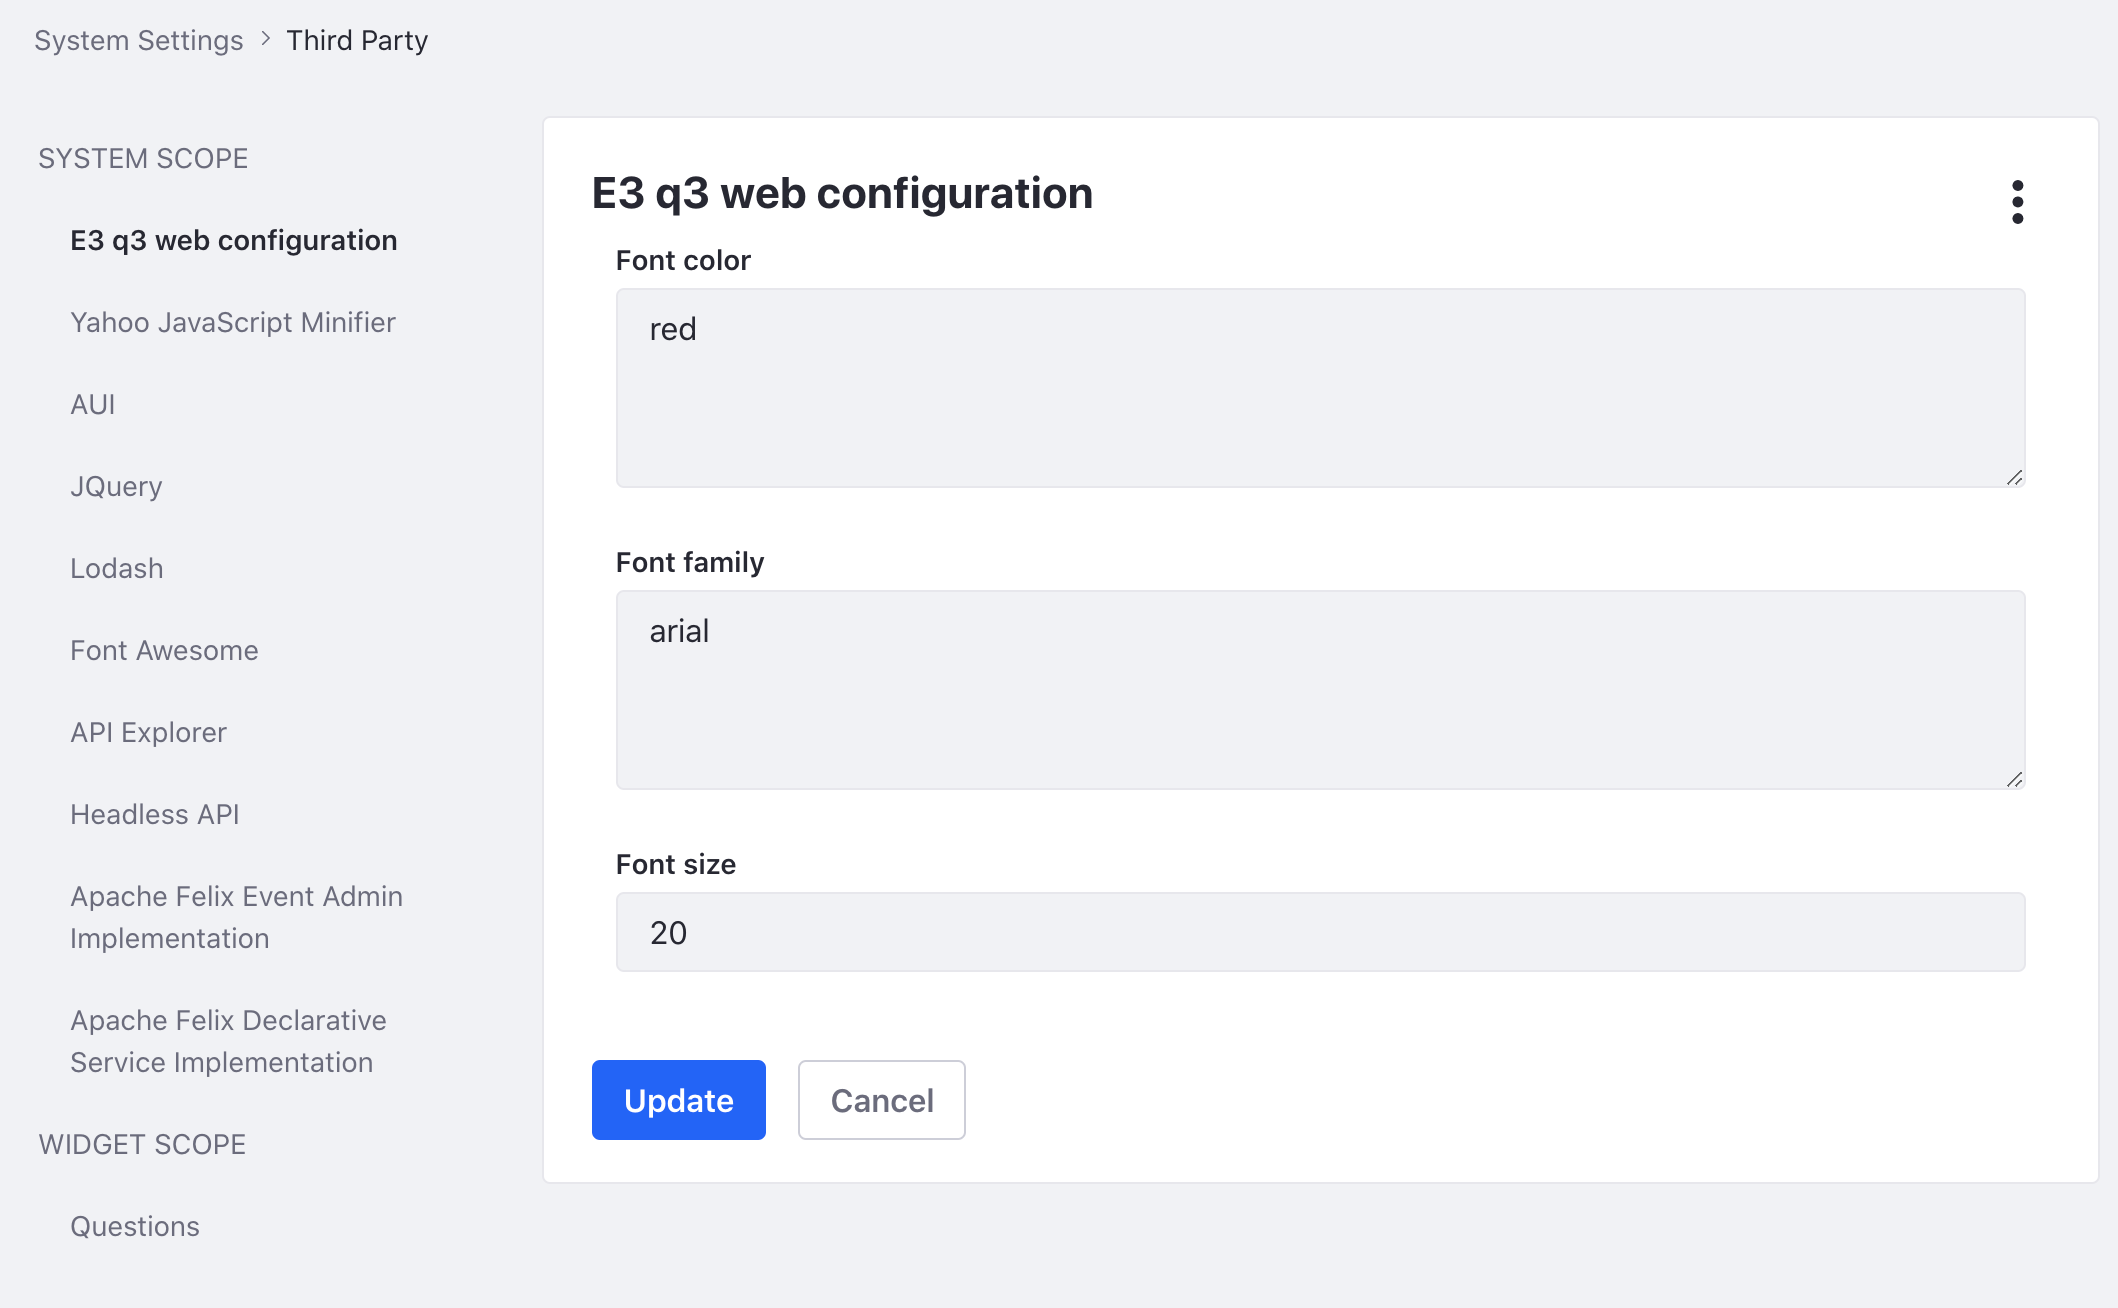 System Settings > Third Party
SYSTEM SCOPE
E3 q3 web configuration
Yahoo JavaScript Minifier
AUI
JQuery
Lodash
Font Awesome
API Explorer
Headless API
Apache Felix Event Admin
Implementation
Apache Felix Declarative
Service Implementation
WIDGET SCOPE
Questions
E3 q3 web configuration
Font color
red
Font family
arial
Font size
20
Update Cancel